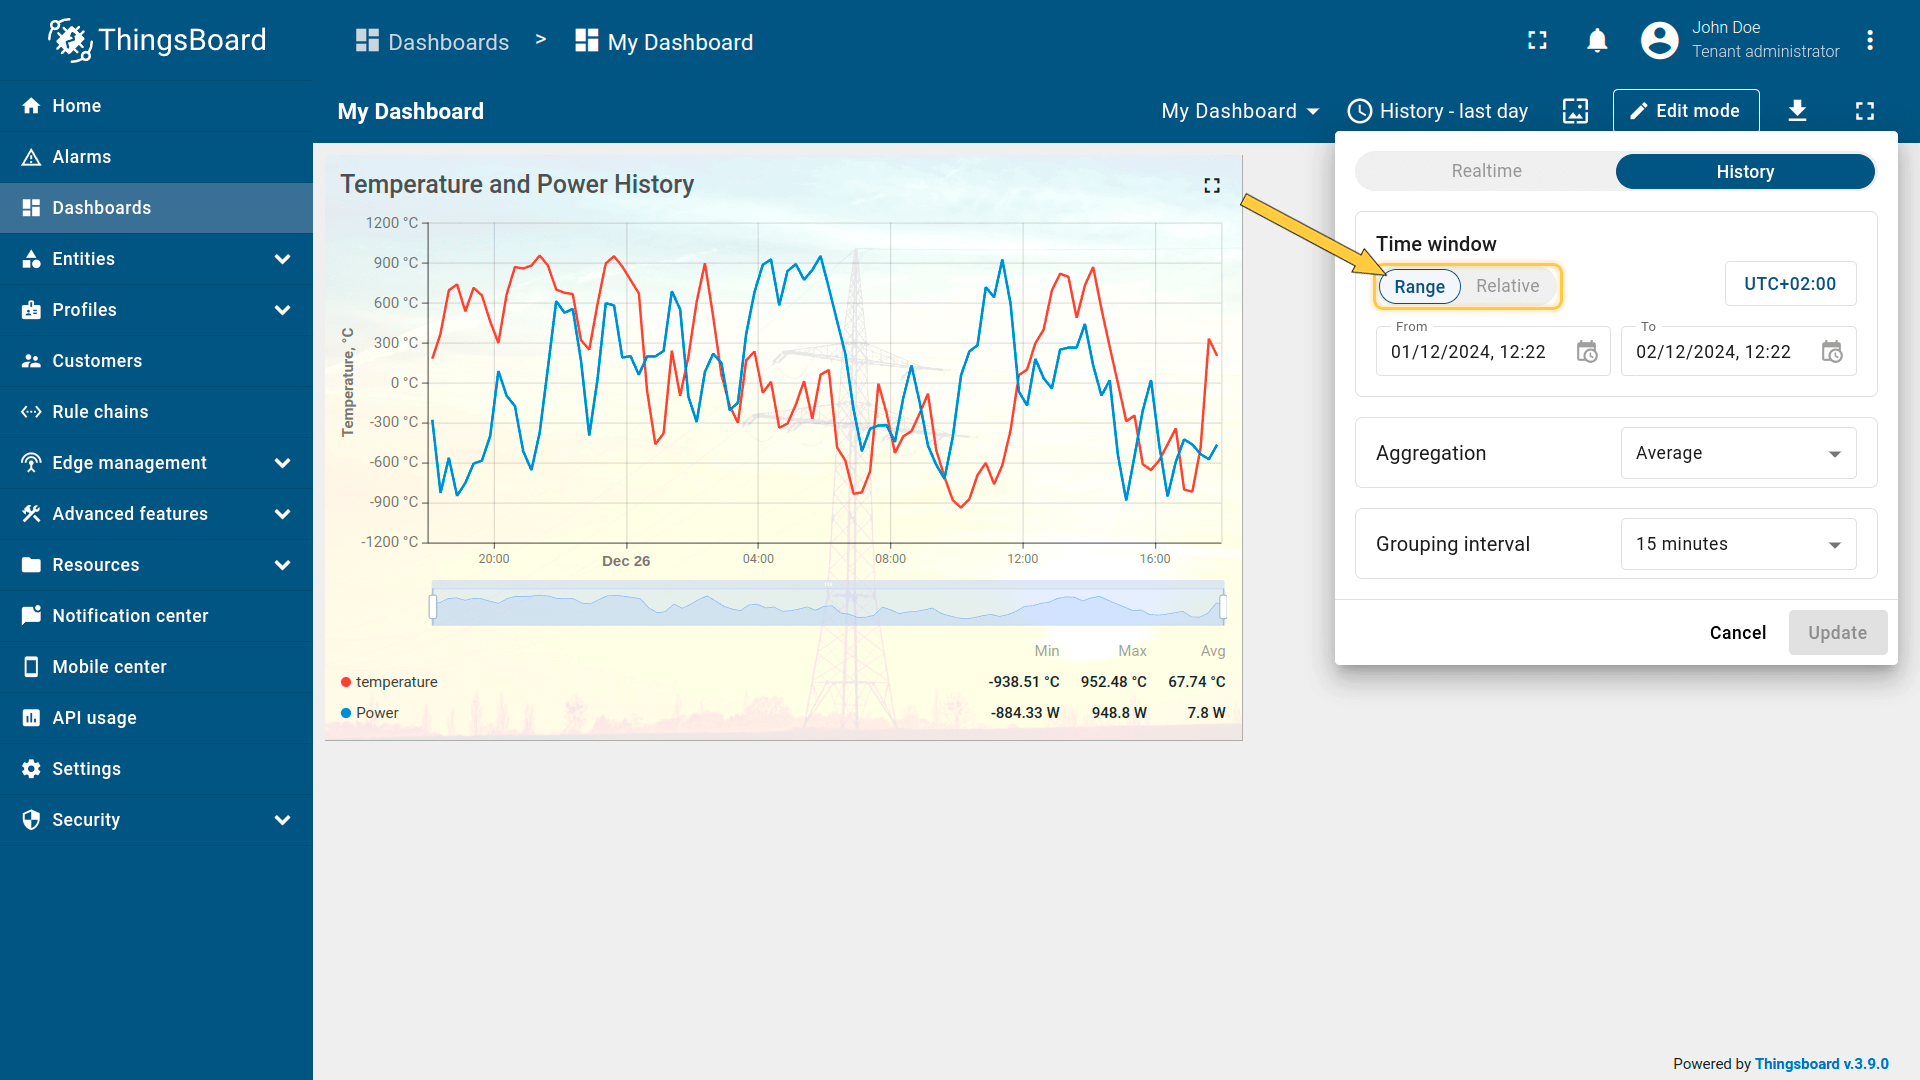 ThingsBoard
Dashboards > My Dashboard
John Doe
Tenant administrator
Home
Alarms
Dashboards
Entities
Profiles
Customers
Rule chains
Edge management
Advanced features
Resources
Notification center
Mobile center
API usage
Settings
Security
My Dashboard
My Dashboard
History - last day
Edit mode
Temperature and Power History
Temperature, °C
1200 °C
900 °C
600 °C
300 °C
0 °C
-300 °C
-600 °C
-900 °C
-1200 °C
20:00 Dec 26 04:00 08:00 12:00 16:00
Min Max Avg
temperature -938.51 °C 952.48 °C 67.74 °C
Power -884.33 W 948.8 W 7.8 W
Realtime History
Time window
Range Relative
UTC+02:00
From To
01/12/2024, 12:22 02/12/2024, 12:22
Aggregation Average
Grouping interval 15 minutes
Cancel Update
Powered by Thingsboard v.3.9.0